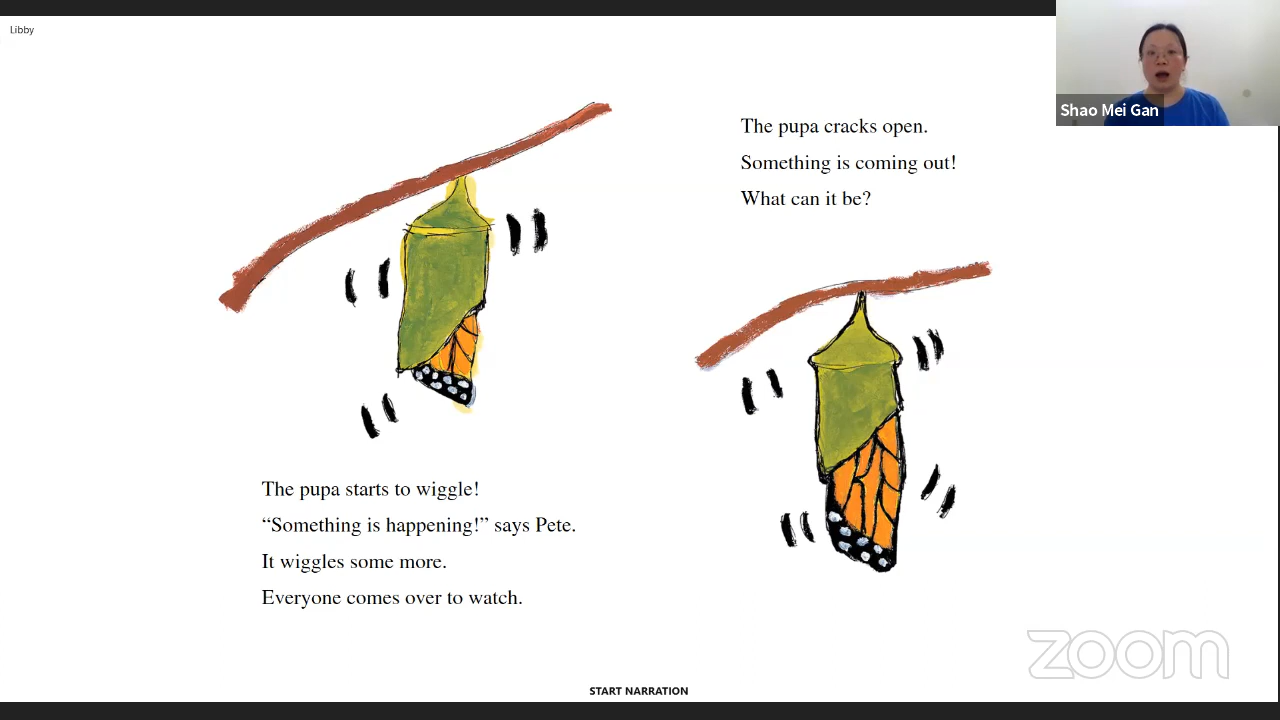 Libby
Shao Mei Gan
The pupa starts to wiggle!
“Something is happening!” says Pete.
It wiggles some more.
Everyone comes over to watch.
The pupa cracks open.
Something is coming out!
What can it be?
zoom
START NARRATION